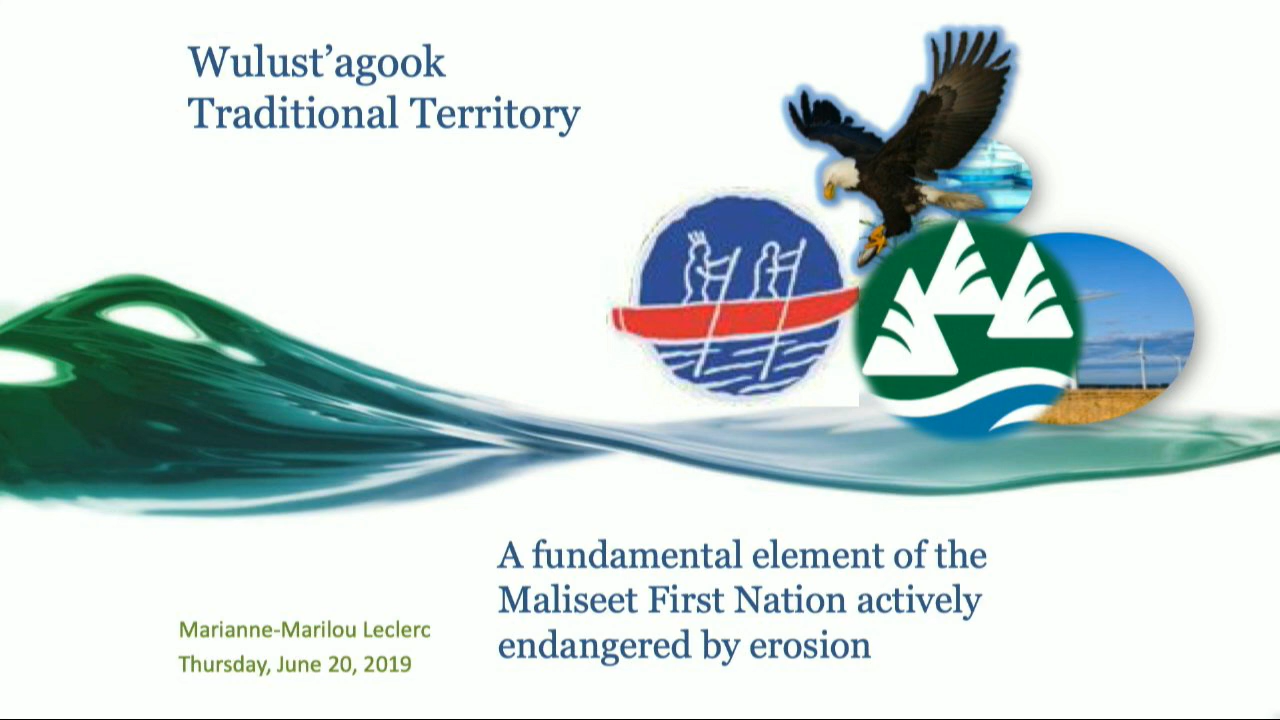 Wulust’agook
Traditional Territory
A fundamental element of the
Maliseet First Nation actively
endangered by erosion
Marianne-Marilou Leclerc
Thursday, June 20, 2019